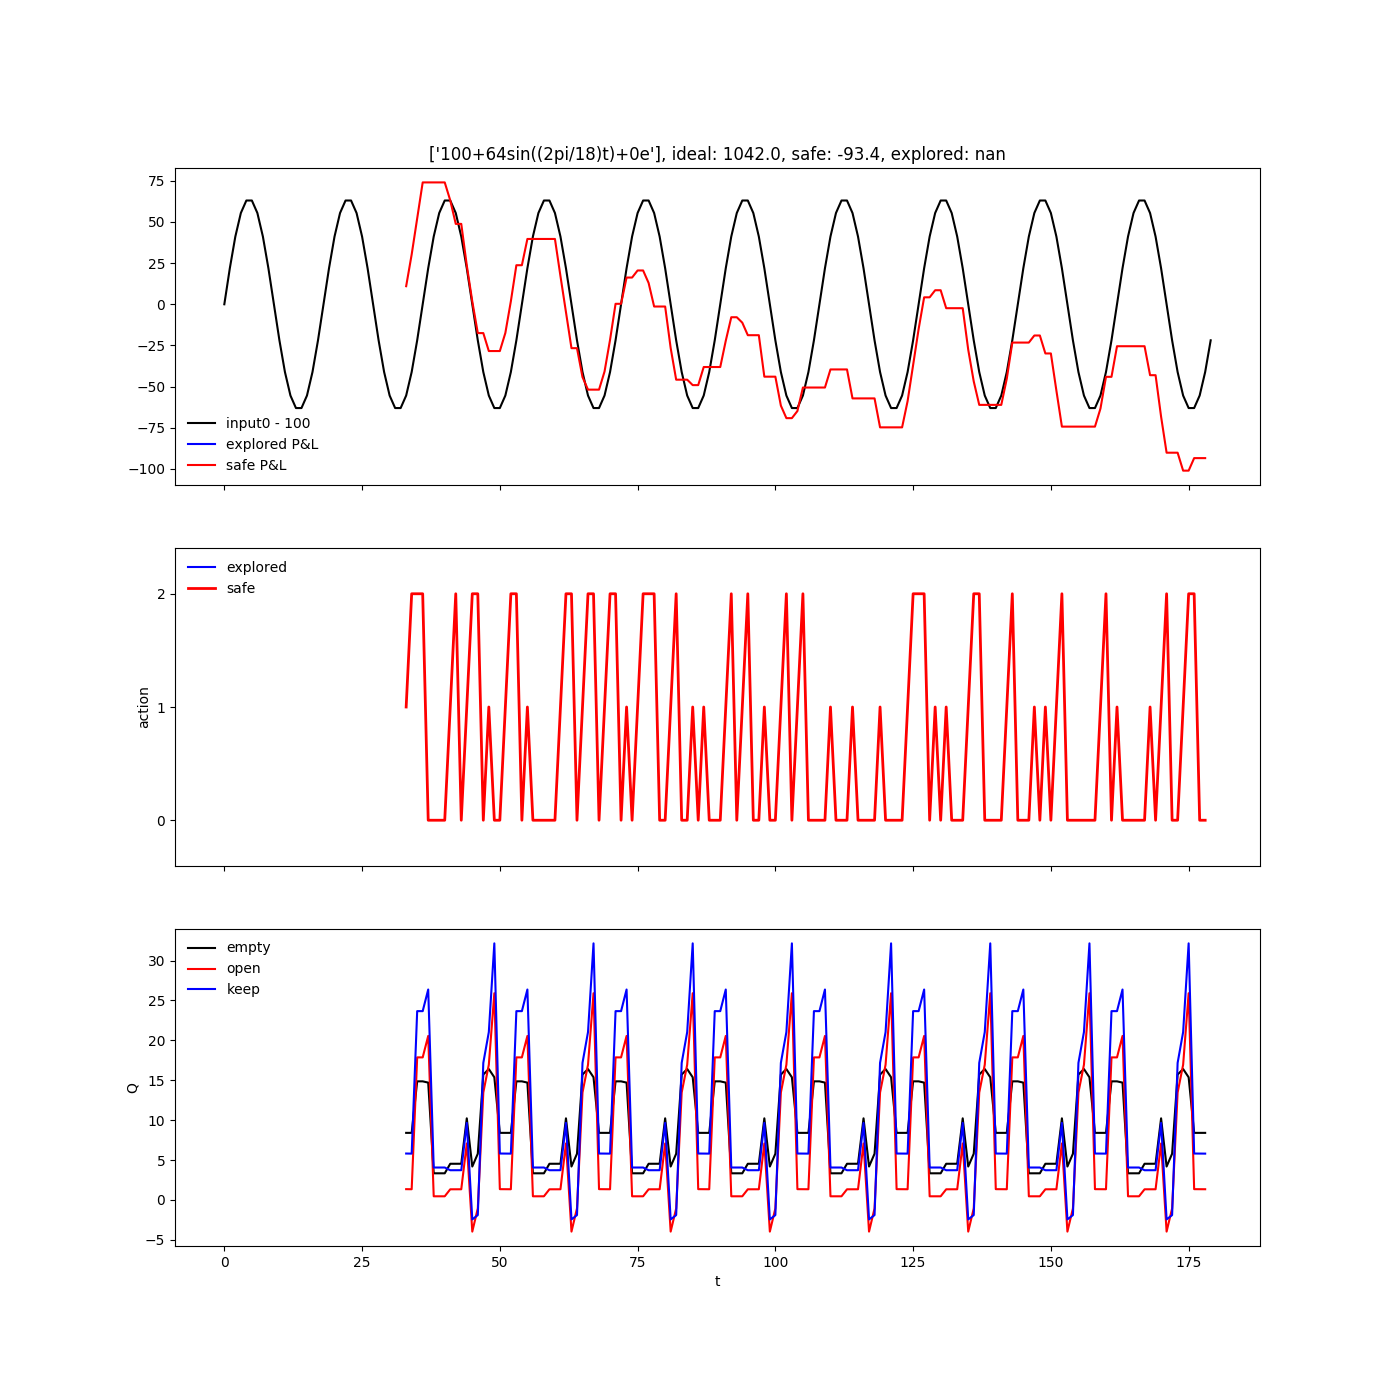 ['100+64sin((2pi/18)t)+0e'], ideal: 1042.0, safe: -93.4, explored: nan
75
50
25
0
−25
−50
−75
−100
input0 - 100
explored P&L
safe P&L
action
2
1
0
explored
safe
Q
30
25
20
15
10
5
0
−5
empty
open
keep
0 25 50 75 100 125 150 175
t